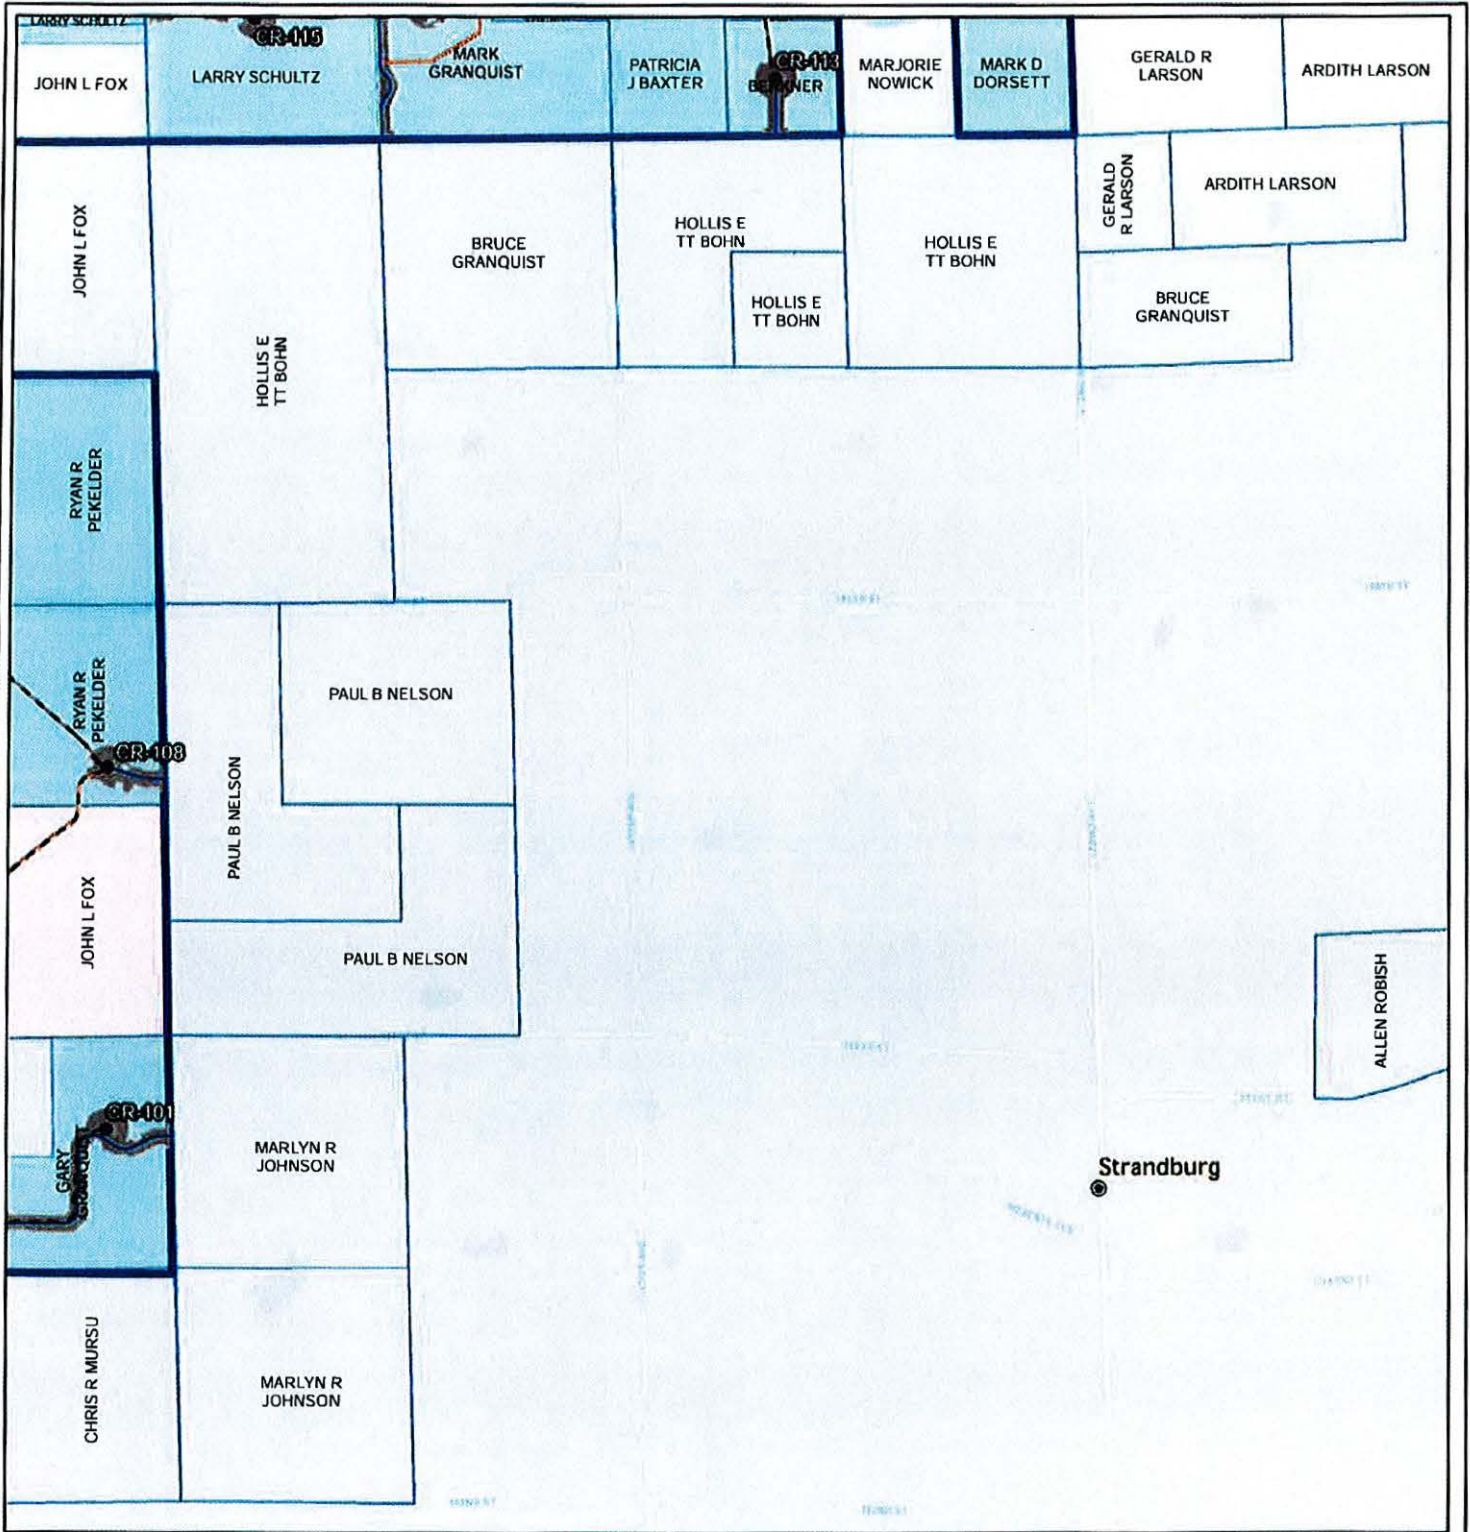 LARRY SCHULTZ
CR-115
JOHN L FOX
LARRY SCHULTZ
MARK
GRANQUIST
PATRICIA
J BAXTER
CR-113
MARJORIE
NOWICK
MARK D
DORSETT
GERALD R
LARSON
ARDITH LARSON
JOHN L FOX
HOLLIS E
TT BOHN
BRUCE
GRANQUIST
HOLLIS E
TT BOHN
HOLLIS E
TT BOHN
HOLLIS E
TT BOHN
GERALD
R LARSON
ARDITH LARSON
BRUCE
GRANQUIST
RYAN R
PEKELDER
RYAN R
PEKELDER
CR-108
PAUL B NELSON
PAUL B NELSON
JOHN L FOX
PAUL B NELSON
ALLEN ROBISH
CR-101
GARY
GRANQUIST
MARLYN R
JOHNSON
Strandburg
CHRIS R MURSU
MARLYN R
JOHNSON